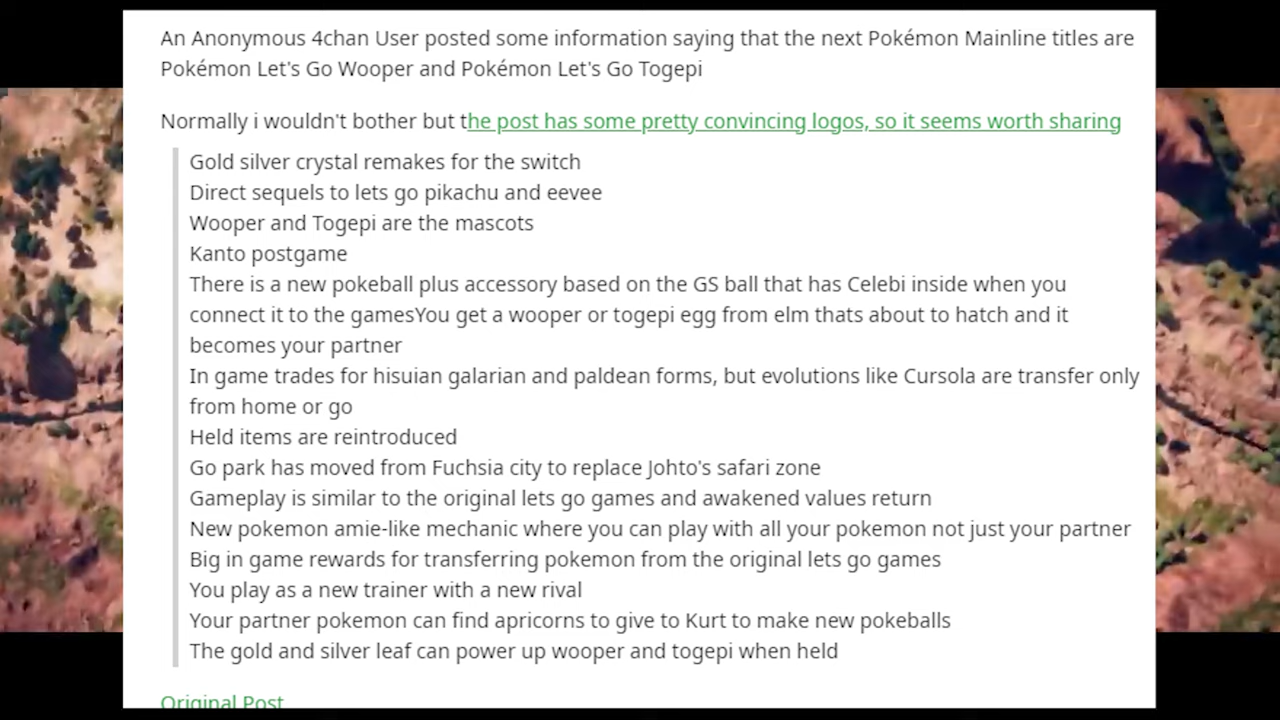 An Anonymous 4chan User posted some information saying that the next Pokémon Mainline titles are
Pokémon Let's Go Wooper and Pokémon Let's Go Togepi
Normally i wouldn't bother but the post has some pretty convincing logos, so it seems worth sharing
Gold silver crystal remakes for the switch
Direct sequels to lets go pikachu and eevee
Wooper and Togepi are the mascots
Kanto postgame
There is a new pokeball plus accessory based on the GS ball that has Celebi inside when you
connect it to the gamesYou get a wooper or togepi egg from elm thats about to hatch and it
becomes your partner
In game trades for hisuian galarian and paldean forms, but evolutions like Cursola are transfer only
from home or go
Held items are reintroduced
Go park has moved from Fuchsia city to replace Johto's safari zone
Gameplay is similar to the original lets go games and awakened values return
New pokemon amie-like mechanic where you can play with all your pokemon not just your partner
Big in game rewards for transferring pokemon from the original lets go games
You play as a new trainer with a new rival
Your partner pokemon can find apricorns to give to Kurt to make new pokeballs
The gold and silver leaf can power up wooper and togepi when held
Original Post